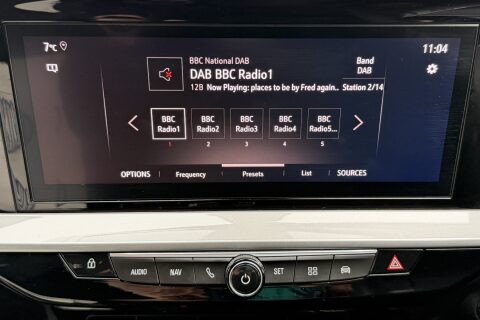 7°C
11:04
BBC National DAB
DAB BBC Radio1
Band
DAB
12B Now Playing: places to be by Fred again.. Station 2/14
BBC Radio1
BBC Radio2
BBC Radio3
BBC Radio4
BBC Radio5...
1 2 3 4 5
OPTIONS Frequency Presets List SOURCES
AUDIO NAV SET